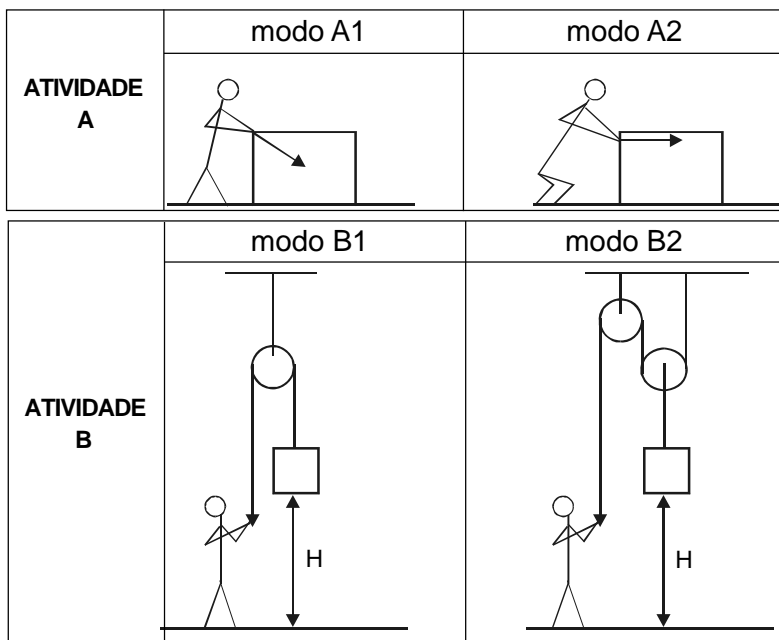 modo A1
modo A2
ATIVIDADE
A
modo B1
modo B2
ATIVIDADE
B
H
H